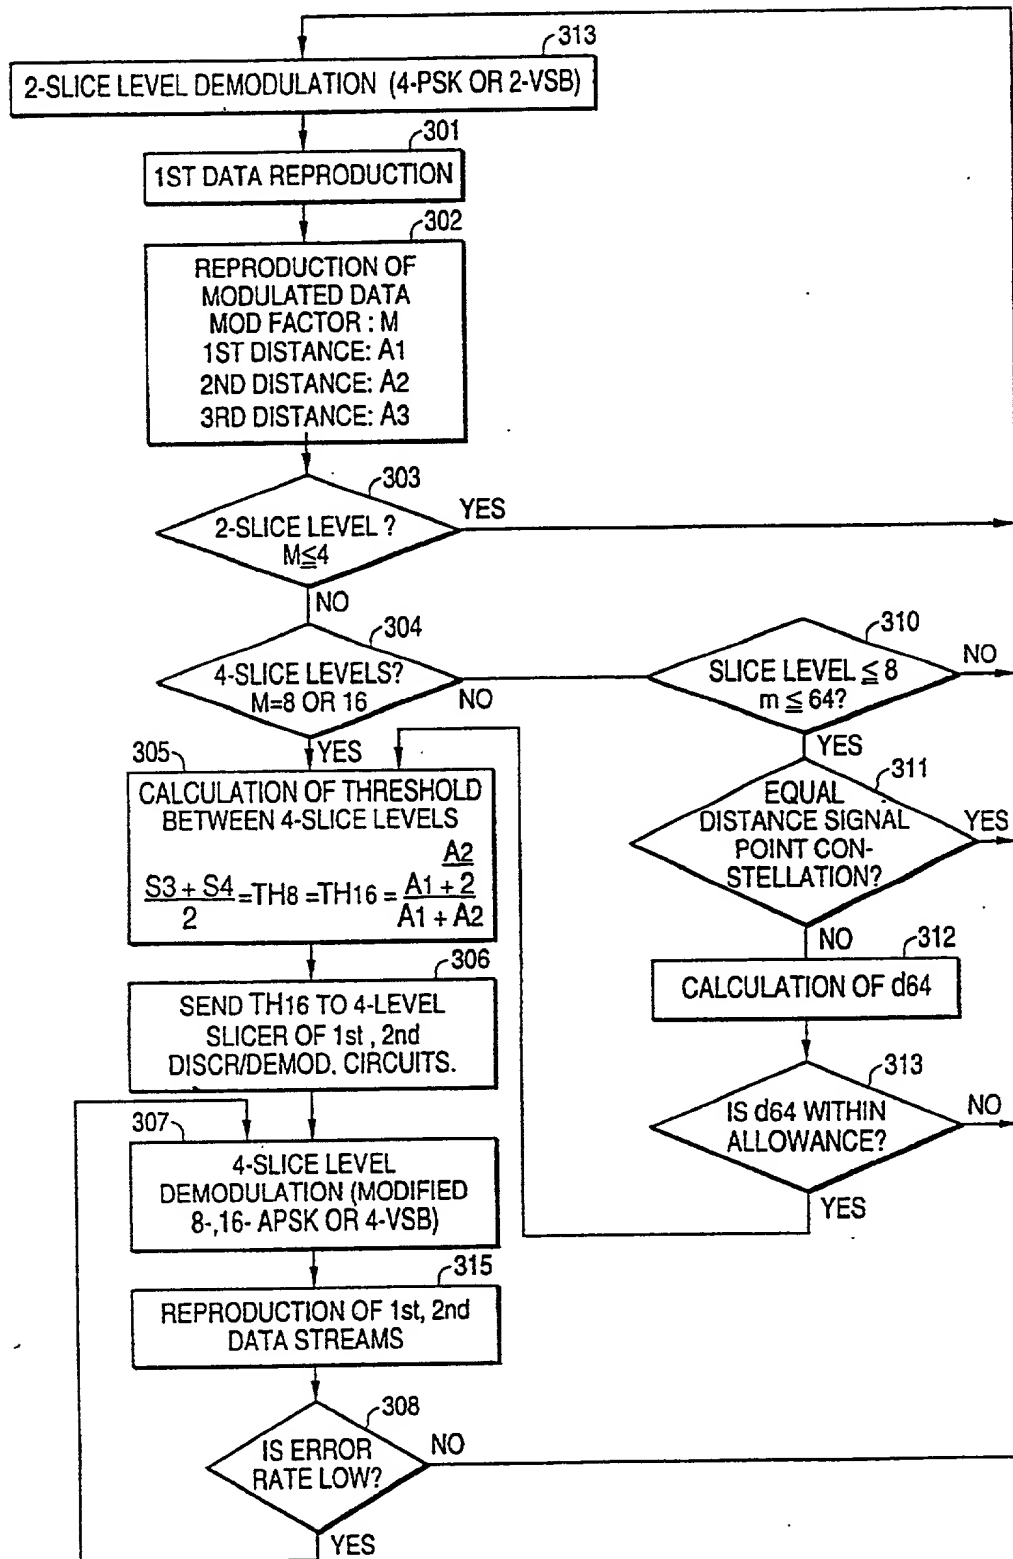 313
2-SLICE LEVEL DEMODULATION (4-PSK OR 2-VSB)
301
1ST DATA REPRODUCTION
302
REPRODUCTION OF
MODULATED DATA
MOD FACTOR : M
1ST DISTANCE: A1
2ND DISTANCE: A2
3RD DISTANCE: A3
303
2-SLICE LEVEL ?
M≦4
YES
NO
304
4-SLICE LEVELS?
M=8 OR 16
NO
YES
310
SLICE LEVEL ≦ 8
m ≦ 64?
NO
YES
311
EQUAL
DISTANCE SIGNAL
POINT CON-
STELLATION?
YES
NO
312
CALCULATION OF d64
313
IS d64 WITHIN
ALLOWANCE?
NO
YES
305
CALCULATION OF THRESHOLD
BETWEEN 4-SLICE LEVELS
A2
S3 + S4 =TH8 =TH16 = A1 + 2
2 A1 + A2
306
SEND TH16 TO 4-LEVEL
SLICER OF 1st , 2nd
DISCR/DEMOD. CIRCUITS.
307
4-SLICE LEVEL
DEMODULATION (MODIFIED
8-,16- APSK OR 4-VSB)
315
REPRODUCTION OF 1st, 2nd
DATA STREAMS
308
IS ERROR
RATE LOW?
NO
YES